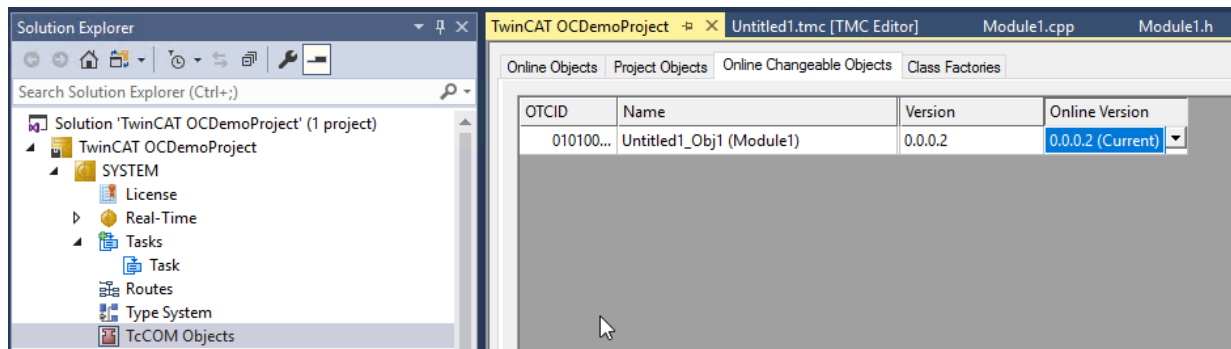 Solution Explorer
Search Solution Explorer (Ctrl+;)
Solution 'TwinCAT OCDemoProject' (1 project)
TwinCAT OCDemoProject
SYSTEM
License
Real-Time
Tasks
Task
Routes
Type System
TcCOM Objects
TwinCAT OCDemoProject Untitled1.tmc [TMC Editor] Module1.cpp Module1.h
Online Objects Project Objects Online Changeable Objects Class Factories
OTCID Name Version Online Version
010100... Untitled1_Obj1 (Module1) 0.0.0.2 0.0.0.2 (Current)